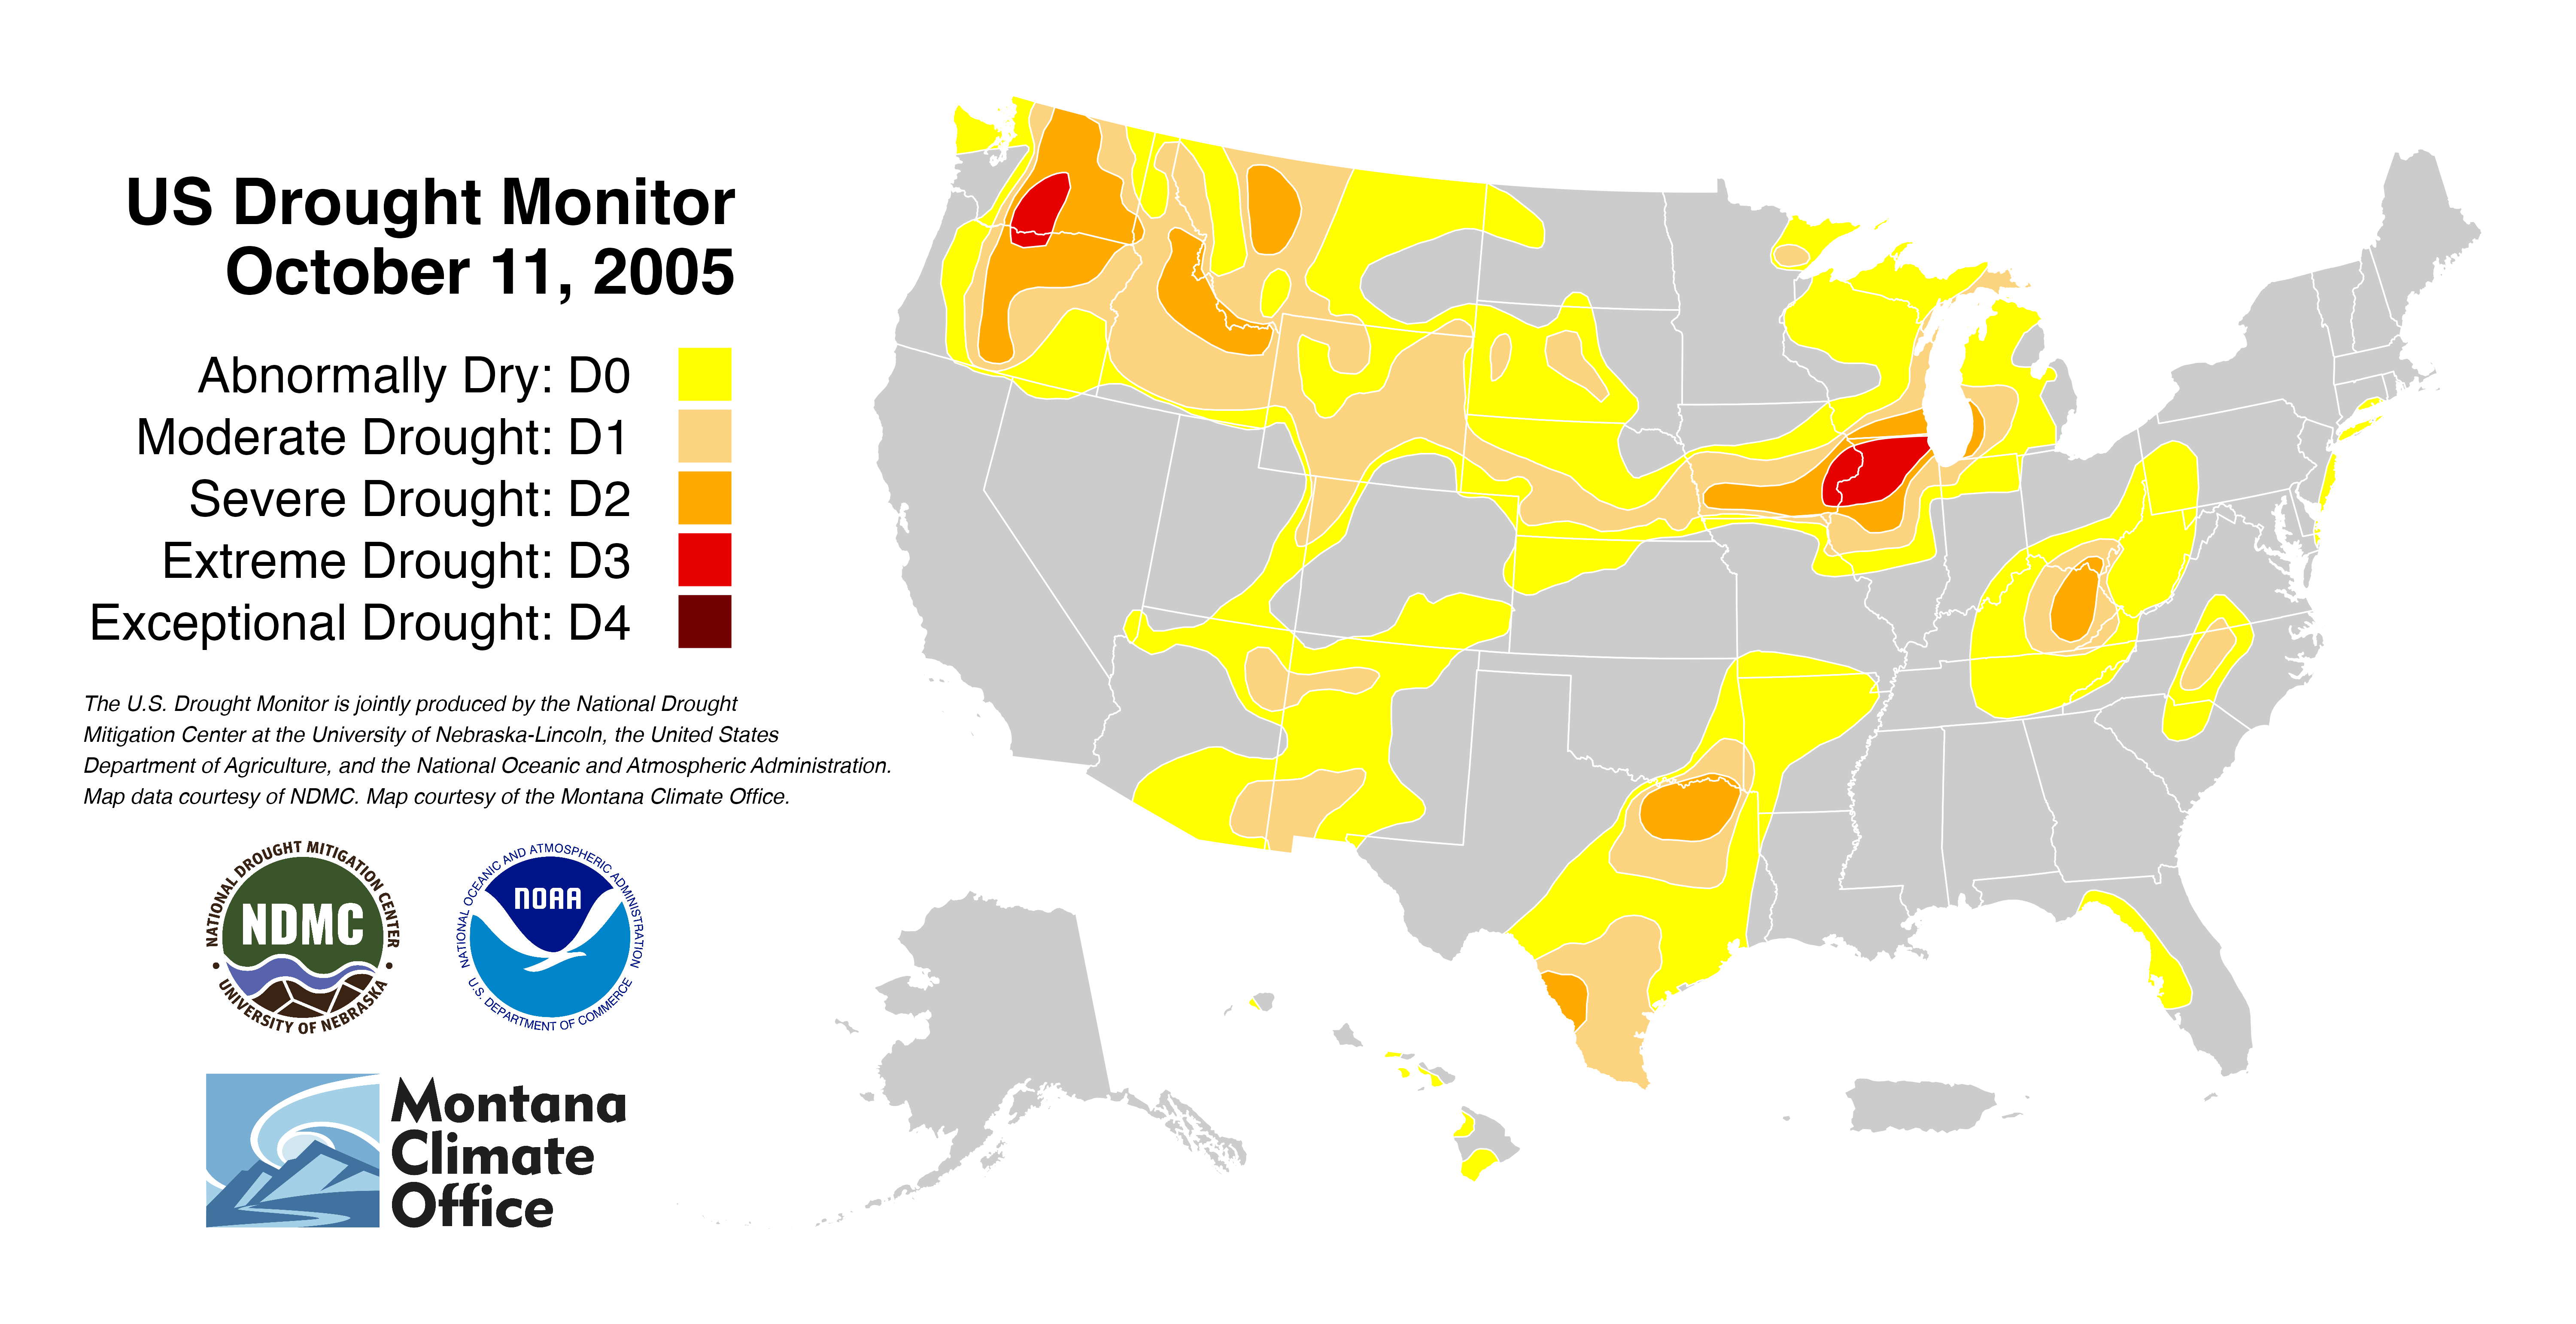 US Drought Monitor
October 11, 2005
Abnormally Dry: D0
Moderate Drought: D1
Severe Drought: D2
Extreme Drought: D3
Exceptional Drought: D4
The U.S. Drought Monitor is jointly produced by the National Drought
Mitigation Center at the University of Nebraska-Lincoln, the United States
Department of Agriculture, and the National Oceanic and Atmospheric Administration.
Map data courtesy of NDMC. Map courtesy of the Montana Climate Office.
NATIONAL DROUGHT MITIGATION CENTER
NDMC
• UNIVERSITY OF NEBRASKA •
NATIONAL OCEANIC AND ATMOSPHERIC ADMINISTRATION
NOAA
U.S. DEPARTMENT OF COMMERCE
Montana
Climate
Office